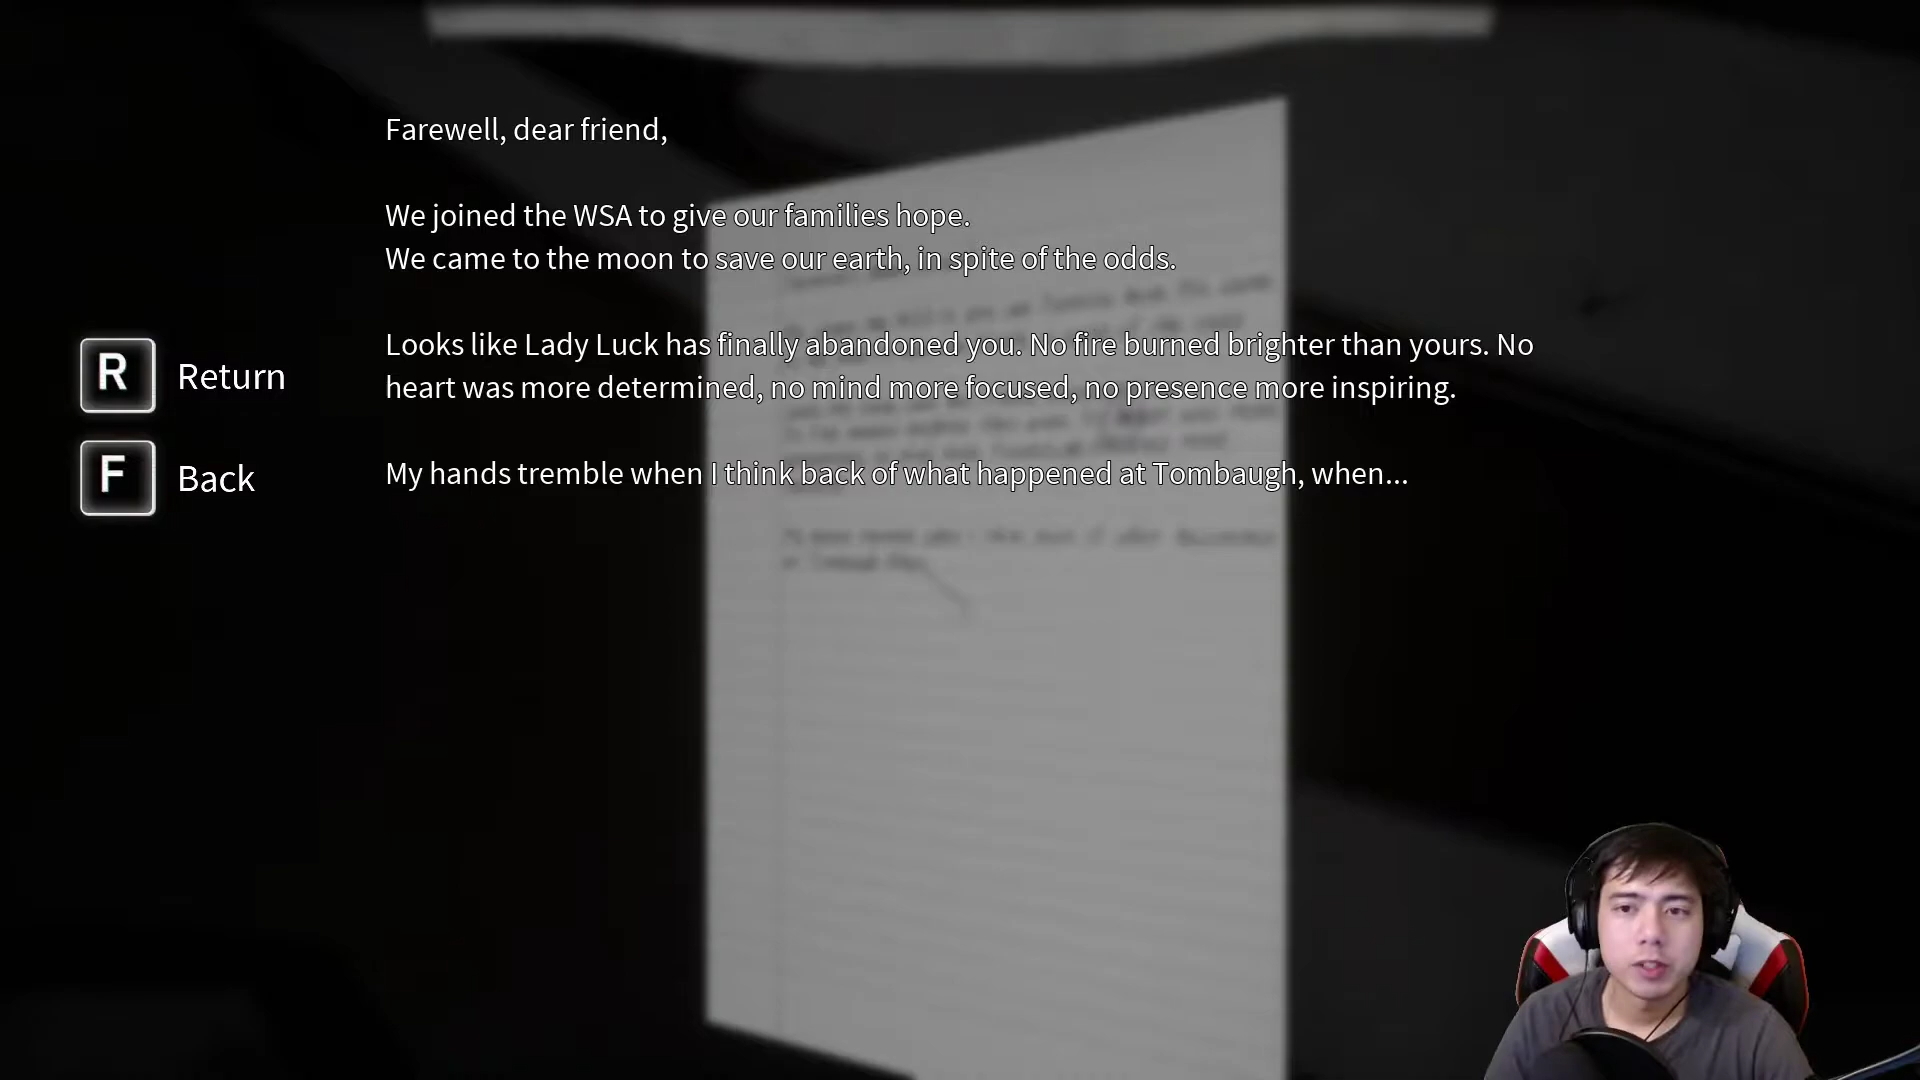 Farewell, dear friend,
We joined the WSA to give our families hope.
We came to the moon to save our earth, in spite of the odds.
Looks like Lady Luck has finally abandoned you. No fire burned brighter than yours. No
heart was more determined, no mind more focused, no presence more inspiring.
My hands tremble when I think back of what happened at Tombaugh, when...
R Return
F Back